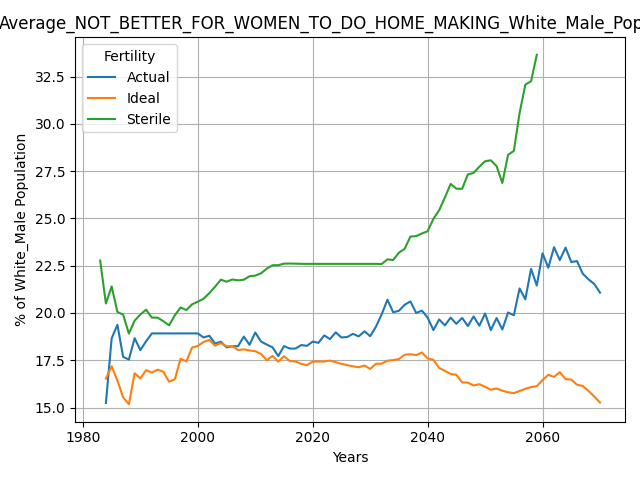 Average_NOT_BETTER_FOR_WOMEN_TO_DO_HOME_MAKING_White_Male_Pop
Fertility
Actual
Ideal
Sterile
32.5
30.0
27.5
25.0
22.5
20.0
17.5
15.0
% of White_Male Population
1980
2000
2020
2040
2060
Years